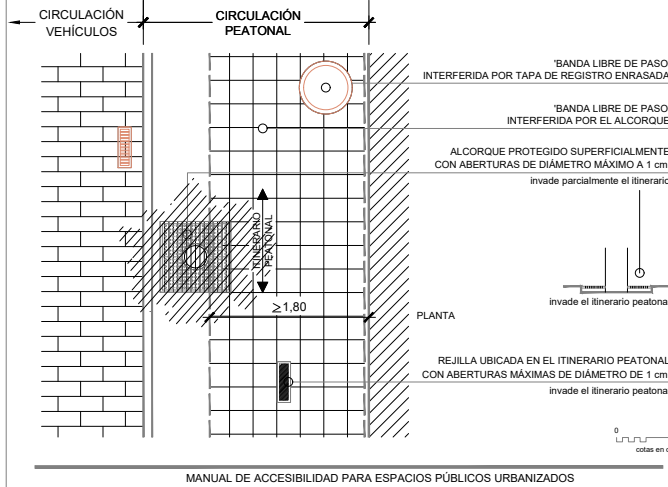 CIRCULACIÓN
VEHÍCULOS
CIRCULACIÓN
PEATONAL
'BANDA LIBRE DE PASO
INTERFERIDA POR TAPA DE REGISTRO ENRASADA
'BANDA LIBRE DE PASO
INTERFERIDA POR EL ALCORQUE
ALCORQUE PROTEGIDO SUPERFICIALMENTE
CON ABERTURAS DE DIÁMETRO MÁXIMO A 1 cm
invade parcialmente el itinerario
ITINERARIO
PEATONAL
invade el itinerario peatona
≥1,80
PLANTA
REJILLA UBICADA EN EL ITINERARIO PEATONAL
CON ABERTURAS MÁXIMAS DE DIÁMETRO DE 1 cm
invade el itinerario peatona
0
cotas en c
MANUAL DE ACCESIBILIDAD PARA ESPACIOS PÚBLICOS URBANIZADOS